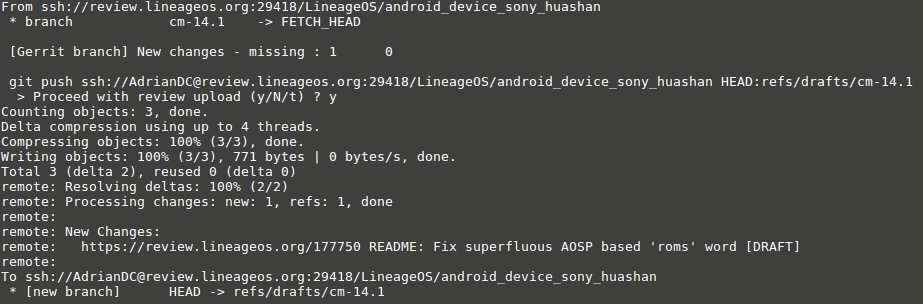 From ssh://review.lineageos.org:29418/LineageOS/android_device_sony_huashan
 * branch            cm-14.1    -> FETCH_HEAD

 [Gerrit branch] New changes - missing : 1      0

 git push ssh://AdrianDC@review.lineageos.org:29418/LineageOS/android_device_sony_huashan HEAD:refs/drafts/cm-14.1
  > Proceed with review upload (y/N/t) ? y
Counting objects: 3, done.
Delta compression using up to 4 threads.
Compressing objects: 100% (3/3), done.
Writing objects: 100% (3/3), 771 bytes | 0 bytes/s, done.
Total 3 (delta 2), reused 0 (delta 0)
remote: Resolving deltas: 100% (2/2)
remote: Processing changes: new: 1, refs: 1, done
remote:
remote: New Changes:
remote:   https://review.lineageos.org/177750 README: Fix superfluous AOSP based 'roms' word [DRAFT]
remote:
To ssh://AdrianDC@review.lineageos.org:29418/LineageOS/android_device_sony_huashan
 * [new branch]      HEAD -> refs/drafts/cm-14.1